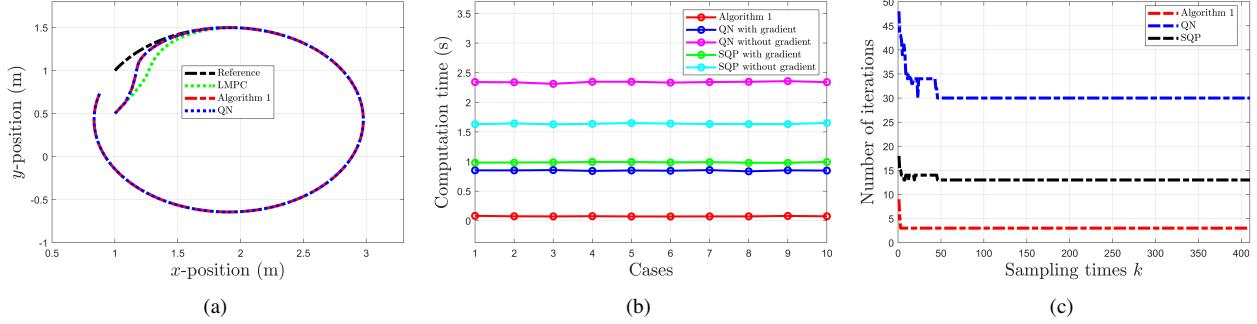 2
1.5
1
0.5
0
-0.5
-1
y-position (m)
0.5 1 1.5 2 2.5 3
x-position (m)
Reference
LMPC
Algorithm 1
QN
(a)
3.5
3
2.5
2
1.5
1
0.5
0
Computation time (s)
1 2 3 4 5 6 7 8 9 10
Cases
Algorithm 1
QN with gradient
QN without gradient
SQP with gradient
SQP without gradient
(b)
50
45
40
35
30
25
20
15
10
5
0
Number of iterations
0 50 100 150 200 250 300 350 400
Sampling times k
Algorithm 1
QN
SQP
(c)